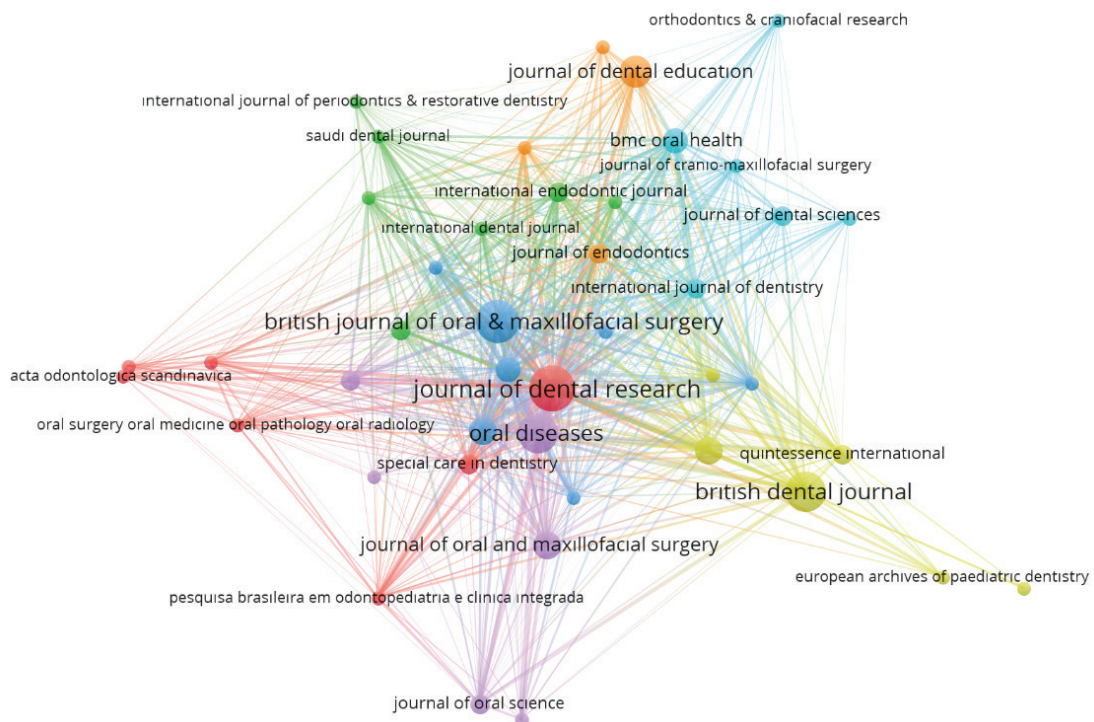 orthodontics & craniofacial research
journal of dental education
international journal of periodontics & restorative dentistry
saudi dental journal
bmc oral health
journal of cranio-maxillofacial surgery
international endodontic journal
journal of dental sciences
international dental journal
journal of endodontics
international journal of dentistry
british journal of oral & maxillofacial surgery
acta odontologica scandinavica
journal of dental research
oral surgery oral medicine oral pathology oral radiology
oral diseases
quintessence international
special care in dentistry
british dental journal
journal of oral and maxillofacial surgery
european archives of paediatric dentistry
pesquisa brasileira em odontopediatria e clinica integrada
journal of oral science